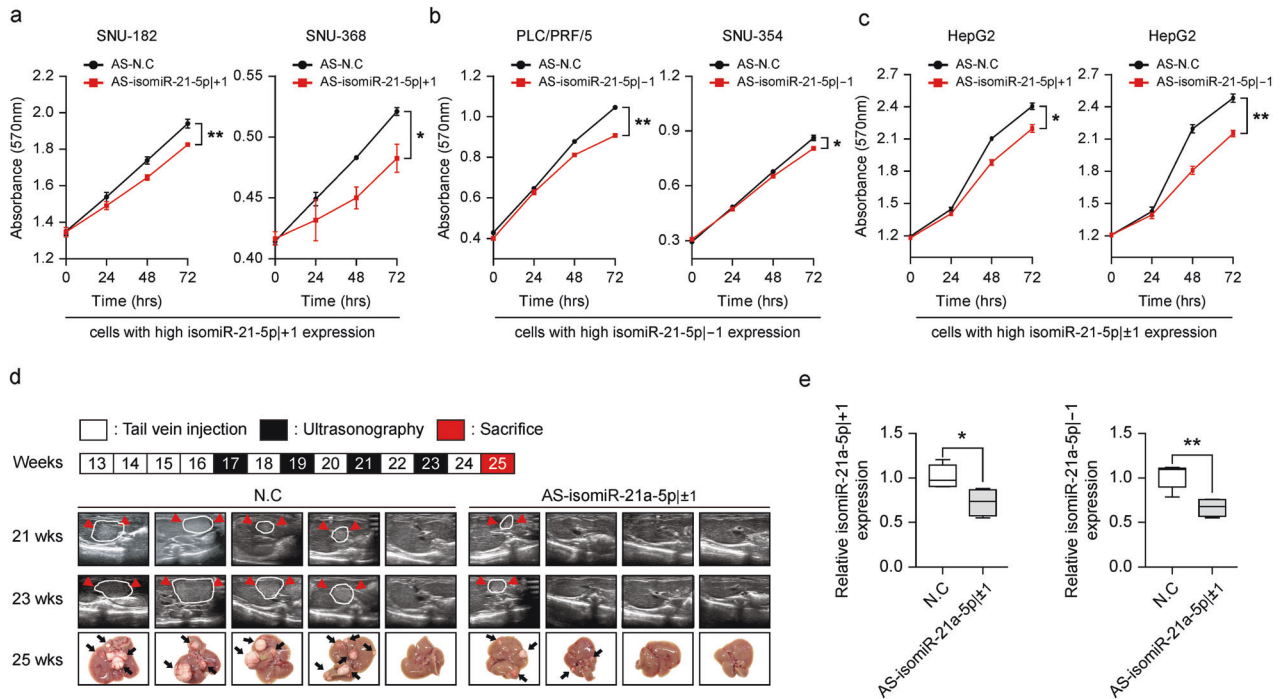 a
SNU-182
AS-N.C
AS-isomiR-21-5p|+1
Absorbance (570nm)
2.2
2.0
1.8
1.6
1.4
1.2
**
0 24 48 72
Time (hrs)
SNU-368
AS-N.C
AS-isomiR-21-5p|+1
0.55
0.50
0.45
0.40
*
0 24 48 72
Time (hrs)
cells with high isomiR-21-5p|+1 expression
b
PLC/PRF/5
AS-N.C
AS-isomiR-21-5p|−1
Absorbance (570nm)
1.2
1.0
0.8
0.6
0.4
**
0 24 48 72
Time (hrs)
SNU-354
AS-N.C
AS-isomiR-21-5p|−1
1.2
0.9
0.6
0.3
*
0 24 48 72
Time (hrs)
cells with high isomiR-21-5p|−1 expression
c
HepG2
AS-N.C
AS-isomiR-21-5p|+1
Absorbance (570nm)
2.7
2.4
2.1
1.8
1.5
1.2
*
0 24 48 72
Time (hrs)
HepG2
AS-N.C
AS-isomiR-21-5p|−1
2.7
2.4
2.1
1.8
1.5
1.2
**
0 24 48 72
Time (hrs)
cells with high isomiR-21-5p|±1 expression
d
: Tail vein injection : Ultrasonography : Sacrifice
Weeks 13 14 15 16 17 18 19 20 21 22 23 24 25
N.C AS-isomiR-21a-5p|±1
21 wks
23 wks
25 wks
e
Relative isomiR-21a-5p|+1
expression
1.5
1.0
0.5
0
*
N.C
AS-isomiR-21a-5p|±1
Relative isomiR-21a-5p|−1
expression
1.5
1.0
0.5
0
**
N.C
AS-isomiR-21a-5p|±1